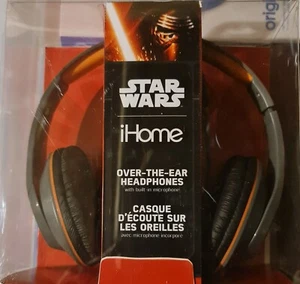 STAR
WARS
iHome
OVER-THE-EAR
HEADPHONES
with built in microphone
CASQUE
D'ÉCOUTE SUR
LES OREILLES
avec microphone incorporé